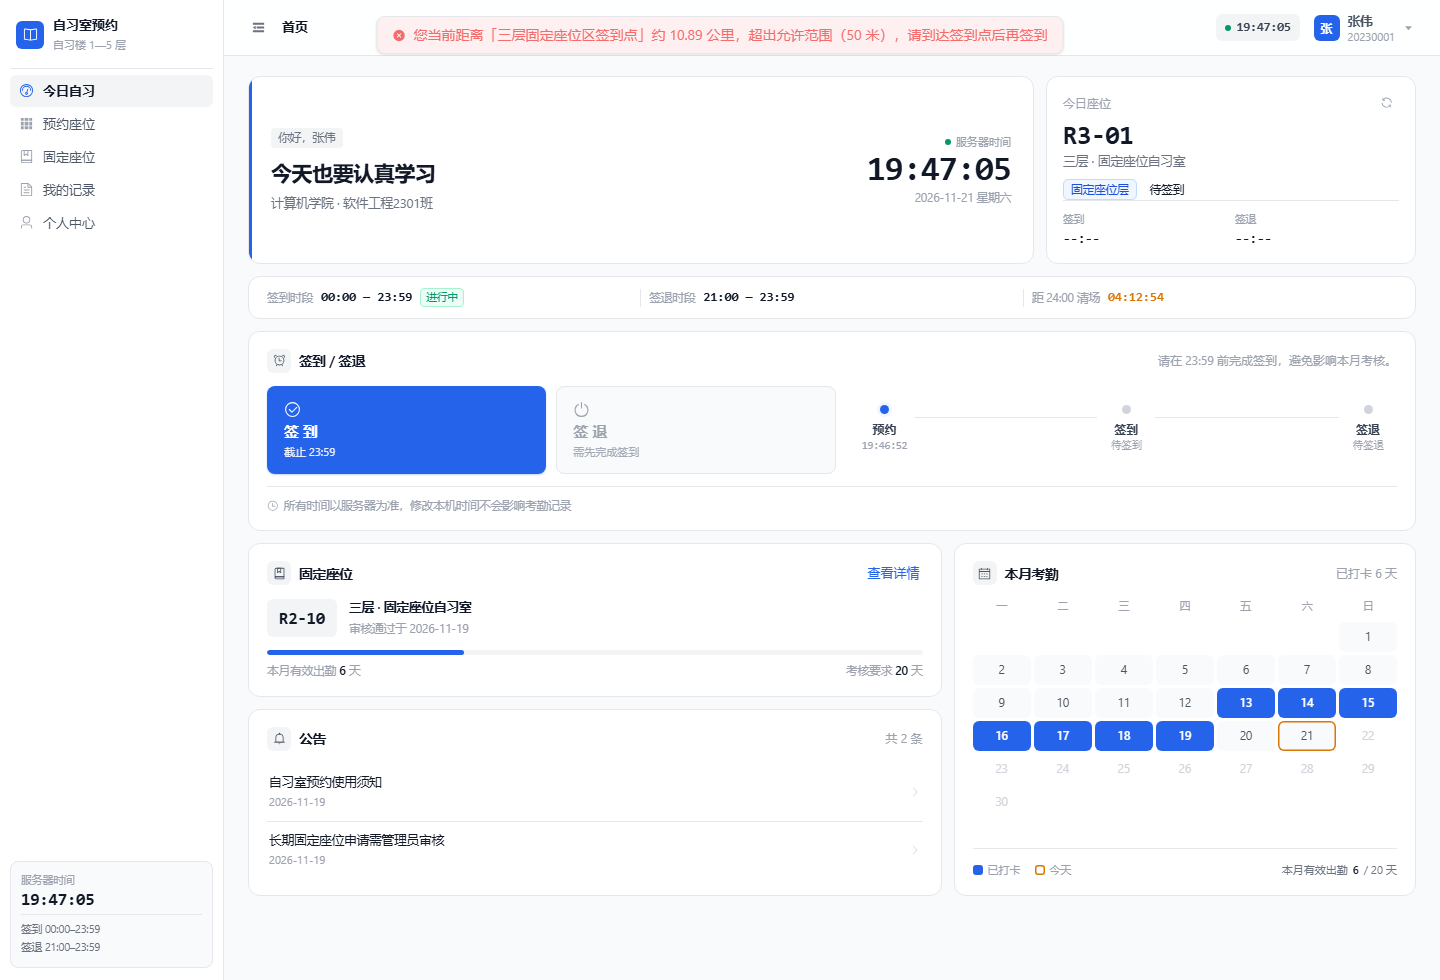 自习室预约
自习楼 1—5 层
今日自习
预约座位
固定座位
我的记录
个人中心
服务器时间
19:47:05
签到 00:00–23:59
签退 21:00–23:59
首页
您当前距离「三层固定座位区签到点」约 10.89 公里，超出允许范围（50 米），请到达签到点后再签到
19:47:05
张
张伟
20230001
你好，张伟
今天也要认真学习
计算机学院 · 软件工程2301班
服务器时间
19:47:05
2026-11-21 星期六
今日座位
R3-01
三层 · 固定座位自习室
固定座位层 待签到
签到 签退
--:-- --:--
签到时段 00:00 — 23:59 进行中 签退时段 21:00 — 23:59 距 24:00 清场 04:12:54
签到 / 签退
请在 23:59 前完成签到，避免影响本月考核。
签 到
截止 23:59
签 退
需先完成签到
预约 签到 签退
19:46:52 待签到 待签退
所有时间以服务器为准，修改本机时间不会影响考勤记录
固定座位 查看详情
R2-10
三层 · 固定座位自习室
审核通过于 2026-11-19
本月有效出勤 6 天 考核要求 20 天
公告 共 2 条
自习室预约使用须知
2026-11-19
长期固定座位申请需管理员审核
2026-11-19
本月考勤 已打卡 6 天
一 二 三 四 五 六 日
1
2 3 4 5 6 7 8
9 10 11 12 13 14 15
16 17 18 19 20 21 22
23 24 25 26 27 28 29
30
已打卡 今天 本月有效出勤 6 / 20 天